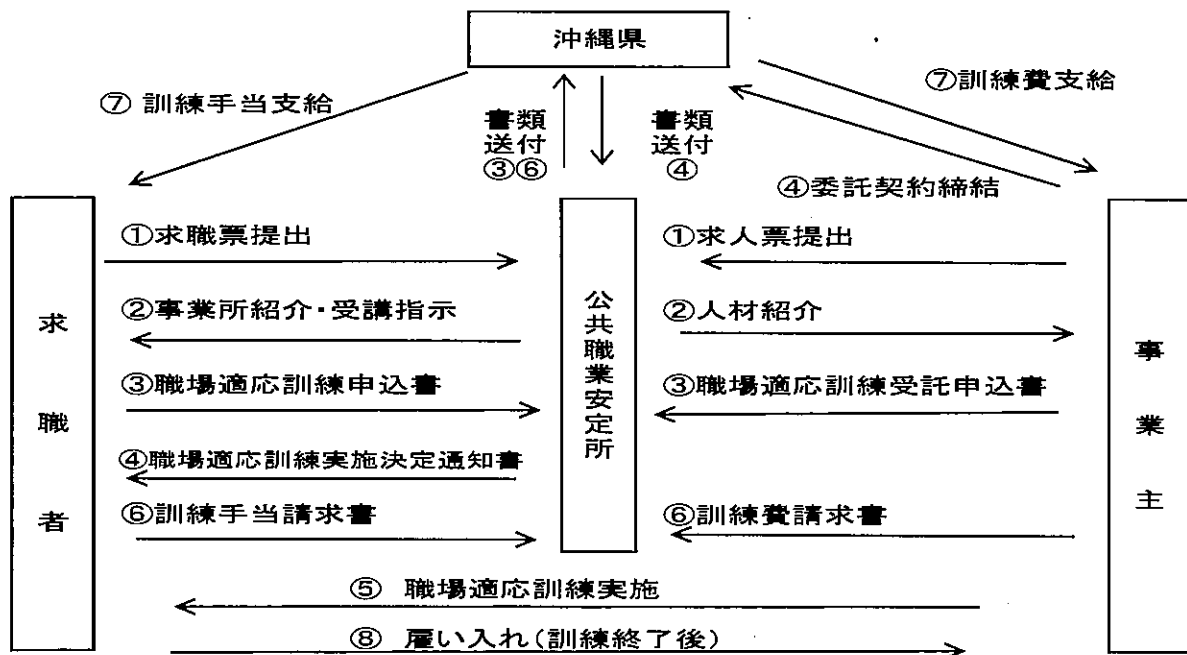 沖縄県
⑦ 訓練手当支給
書類
送付
③⑥
書類
送付
④
⑦訓練費支給
④委託契約締結
求職者
公共職業安定所
事業主
①求職票提出
①求人票提出
②事業所紹介・受講指示
②人材紹介
③職場適応訓練申込書
③職場適応訓練受託申込書
④職場適応訓練実施決定通知書
⑥訓練手当請求書
⑥訓練費請求書
⑤ 職場適応訓練実施
⑧ 雇い入れ(訓練終了後)